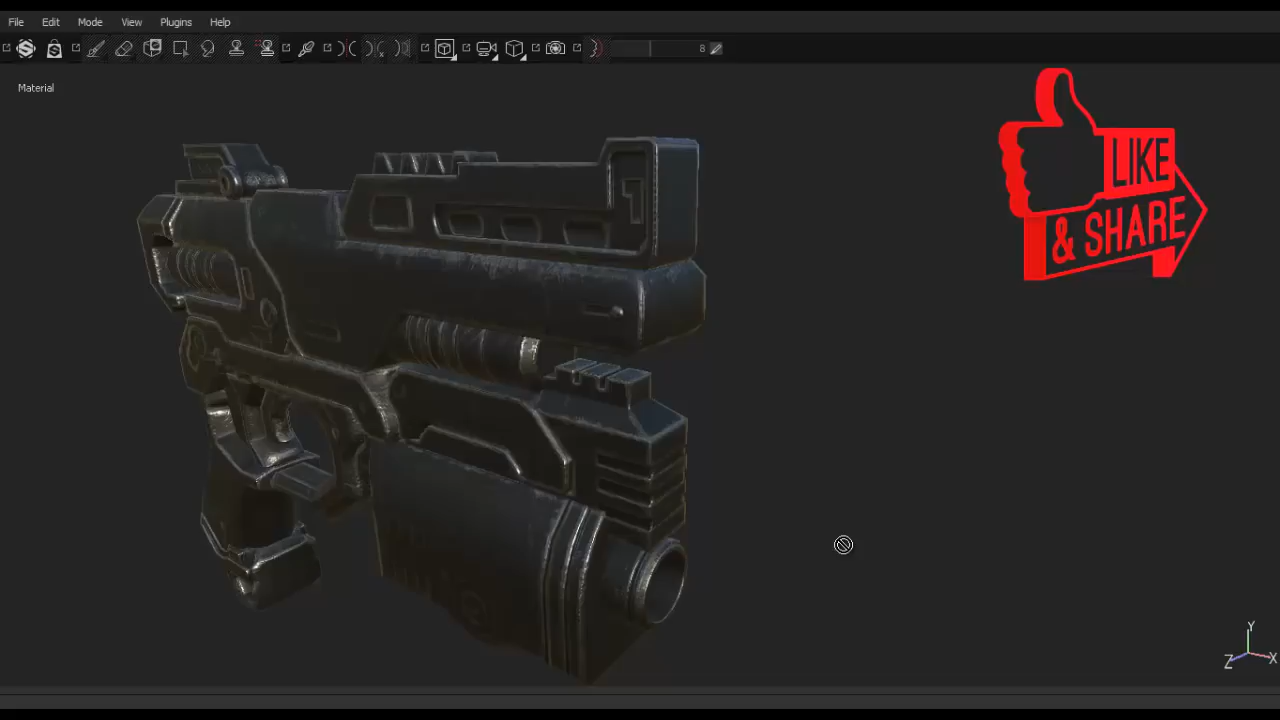 File Edit Mode View Plugins Help
8
Material
LIKE
& SHARE
Y
Z X